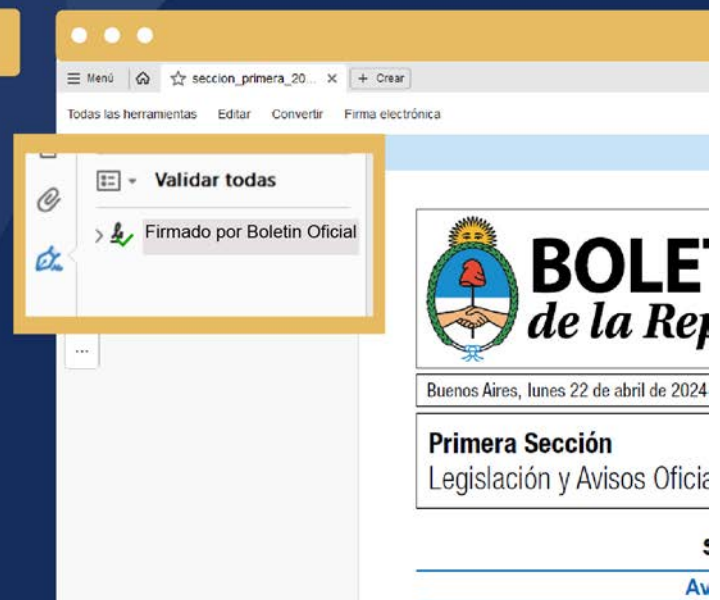 Menú seccion_primera_20... × + Crear
Todas las herramientas Editar Convertir Firma electrónica
Validar todas
Firmado por Boletin Oficial
...
BOLET
de la Rep
Buenos Aires, lunes 22 de abril de 2024
Primera Sección
Legislación y Avisos Oficia
S
Av